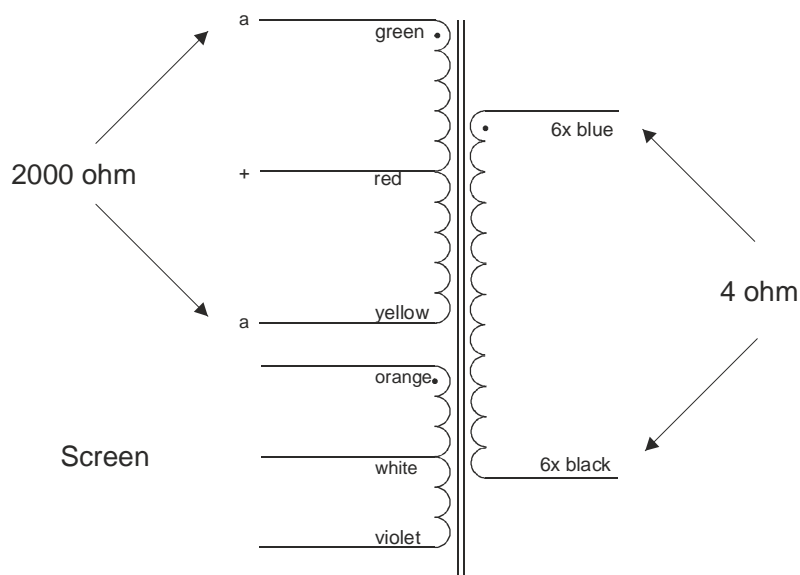 a
green
6x blue
2000 ohm
+
red
4 ohm
a
yellow
orange
Screen
white
6x black
violet